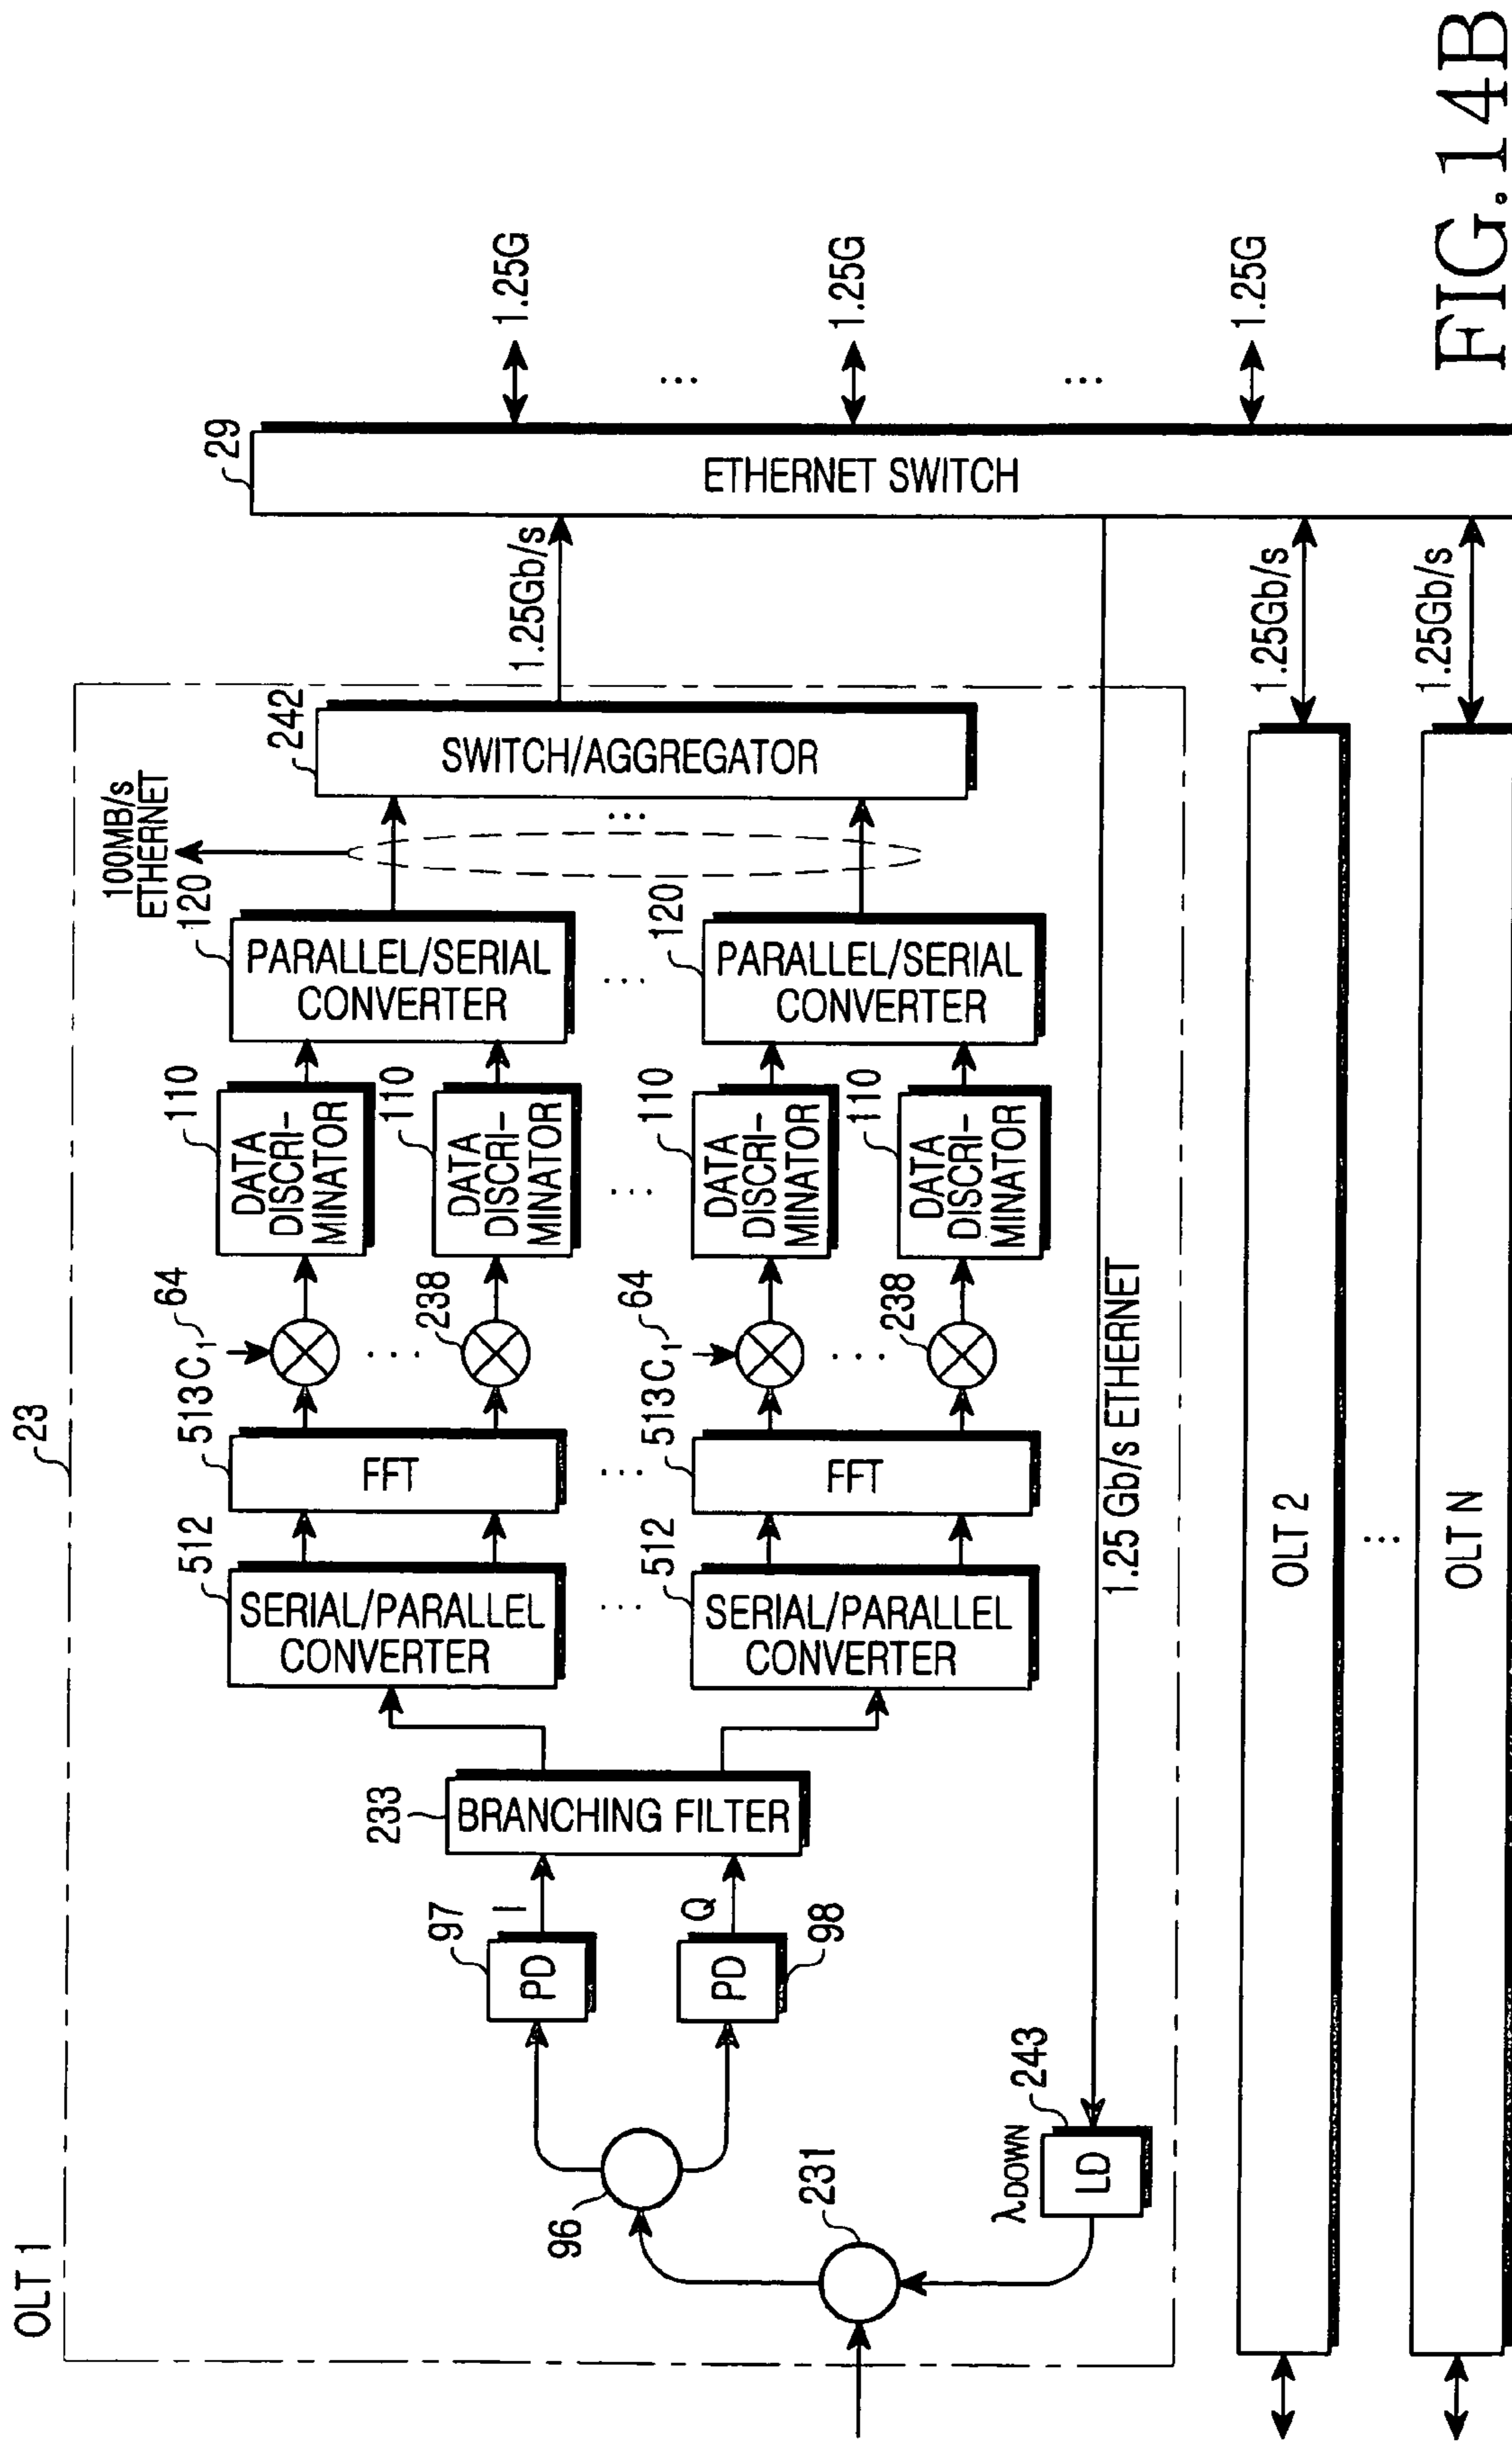 OLT 1
23
96
231
λDOWN
243
LD
97
PD
I
PD
98
Q
233
BRANCHING FILTER
512
SERIAL/PARALLEL
CONVERTER
...
512
SERIAL/PARALLEL
CONVERTER
513
FFT
...
513
FFT
C1
64
...
238
C1
64
...
238
110
DATA
DISCRI-
MINATOR
110
DATA
DISCRI-
MINATOR
...
110
DATA
DISCRI-
MINATOR
110
DATA
DISCRI-
MINATOR
120
PARALLEL/SERIAL
CONVERTER
...
120
PARALLEL/SERIAL
CONVERTER
100MB/s
ETHERNET
...
242
SWITCH/AGGREGATOR
1.25Gb/s
1.25 Gb/s ETHERNET
29
ETHERNET SWITCH
1.25G
...
1.25G
...
1.25G
OLT 2
1.25Gb/s
...
OLT N
1.25Gb/s
FIG.14B